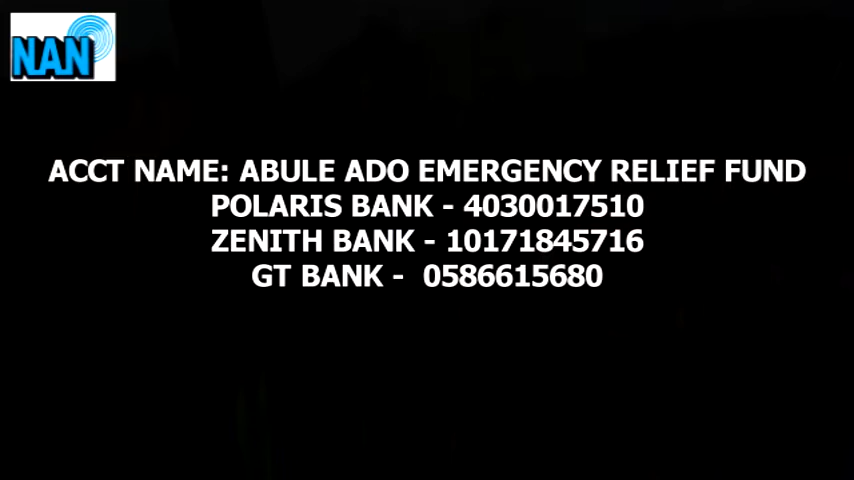 NAN
ACCT NAME: ABULE ADO EMERGENCY RELIEF FUND
POLARIS BANK - 4030017510
ZENITH BANK - 10171845716
GT BANK -  0586615680